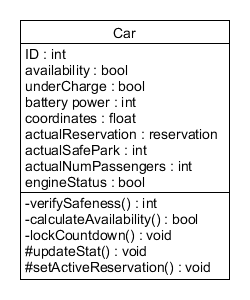 Car
ID : int
availability : bool
underCharge : bool
battery power : int
coordinates : float
actualReservation : reservation
actualSafePark : int
actualNumPassengers : int
engineStatus : bool
-verifySafeness() : int
-calculateAvailability() : bool
-lockCountdown() : void
#updateStat() : void
#setActiveReservation() : void